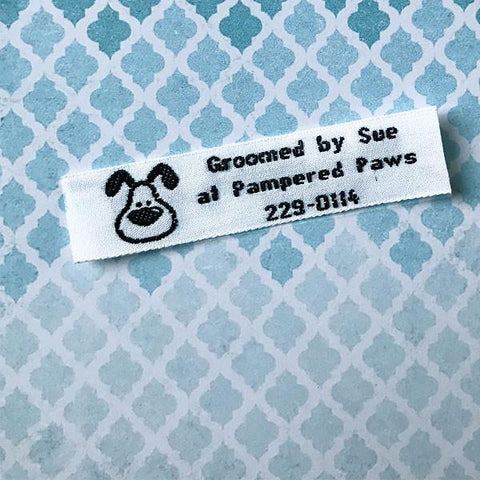 Groomed by Sue
at Pampered Paws
229-0114